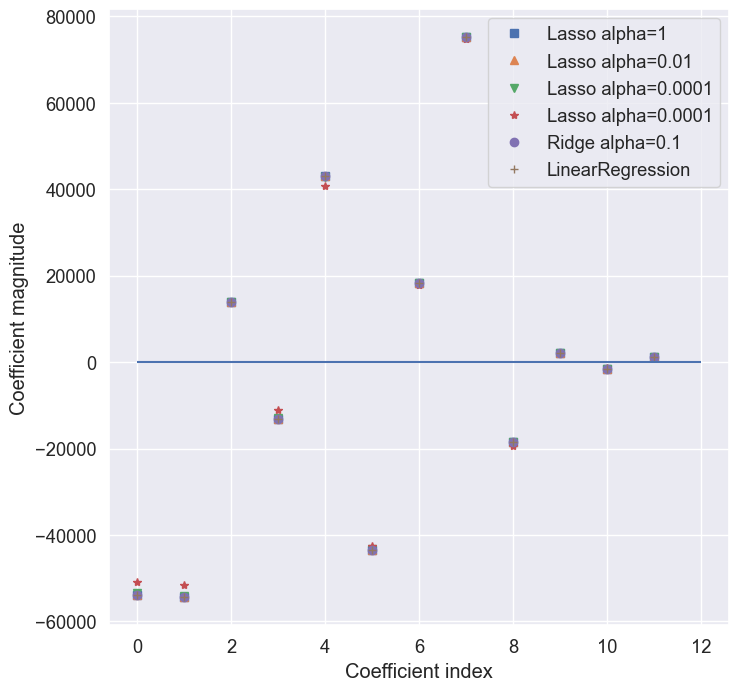 80000
60000
40000
20000
0
−20000
−40000
−60000
Coefficient magnitude
Lasso alpha=1
Lasso alpha=0.01
Lasso alpha=0.0001
Lasso alpha=0.0001
Ridge alpha=0.1
LinearRegression
0 2 4 6 8 10 12
Coefficient index